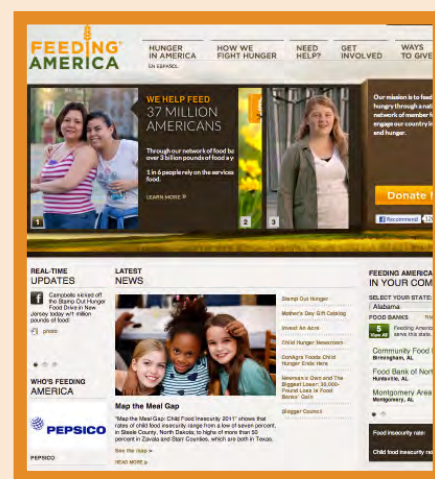 FEEDING
AMERICA
HUNGER
IN AMERICA
EN ESPAÑOL
HOW WE
FIGHT HUNGER
NEED
HELP?
GET
INVOLVED
WAYS
TO GIVE
WE HELP FEED
37 MILLION
AMERICANS
Through our network of food ba
over 3 billion pounds of food a y
1 in 6 people rely on the services
food.
LEARN MORE »
1
2
3
Our mission is to feed
hungry through a nat
network of member f
engage our country in
end hunger.
Donate
Recommend
REAL-TIME
UPDATES
Campbells kicked off
the Stamp Out Hunger
Food Drive in New
Jersey today w/1 million
pounds of food!
photo
WHO'S FEEDING
AMERICA
PEPSICO
PEPSICO
LATEST
NEWS
Map the Meal Gap
"Map the Meal Gap: Child Food Insecurity 2011" shows that
rates of child food insecurity range from a low of seven percent
in Steele County, North Dakota, to highs of more than 50
percent in Zavala and Starr Counties, which are both in Texas.
See the map >
READ MORE »
Stamp Out Hunger
Mother's Day Gift Catalog
Invest An Acre
Child Hunger Newsroom
ConAgra Foods Child
Hunger Ends Here
Newman's Own and The
Biggest Loser: 30,000-
Pound Loss Is Food
Banks' Gain
Blogger Council
FEEDING AMERICA
IN YOUR COM
SELECT YOUR STATE:
Alabama
FOOD BANKS
5
View All
Feeding Americ
serve this state.
Community Food
Birmingham, AL
Food Bank of Nor
Huntsville, AL
Montgomery Area
Montgomery, AL
Food insecurity rate:
Child food insecurity rat